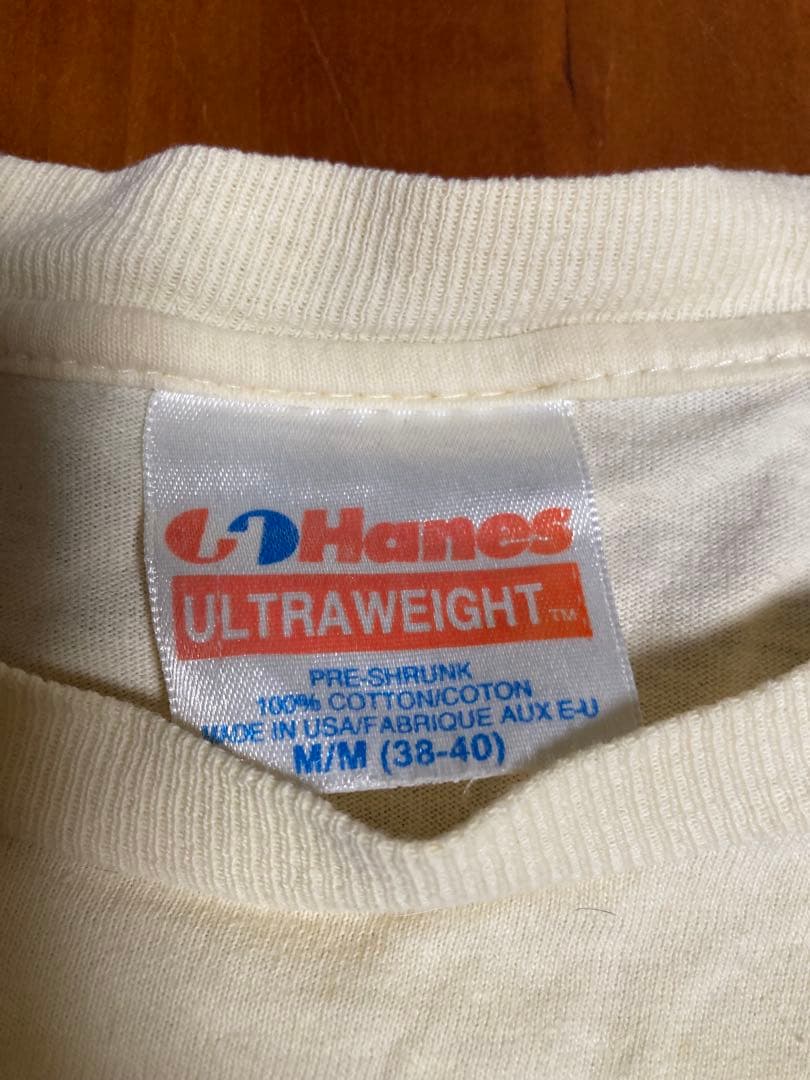 Hanes
ULTRAWEIGHT™
PRE-SHRUNK
100% COTTON/COTON
MADE IN USA/FABRIQUE AUX E-U
M/M (38-40)